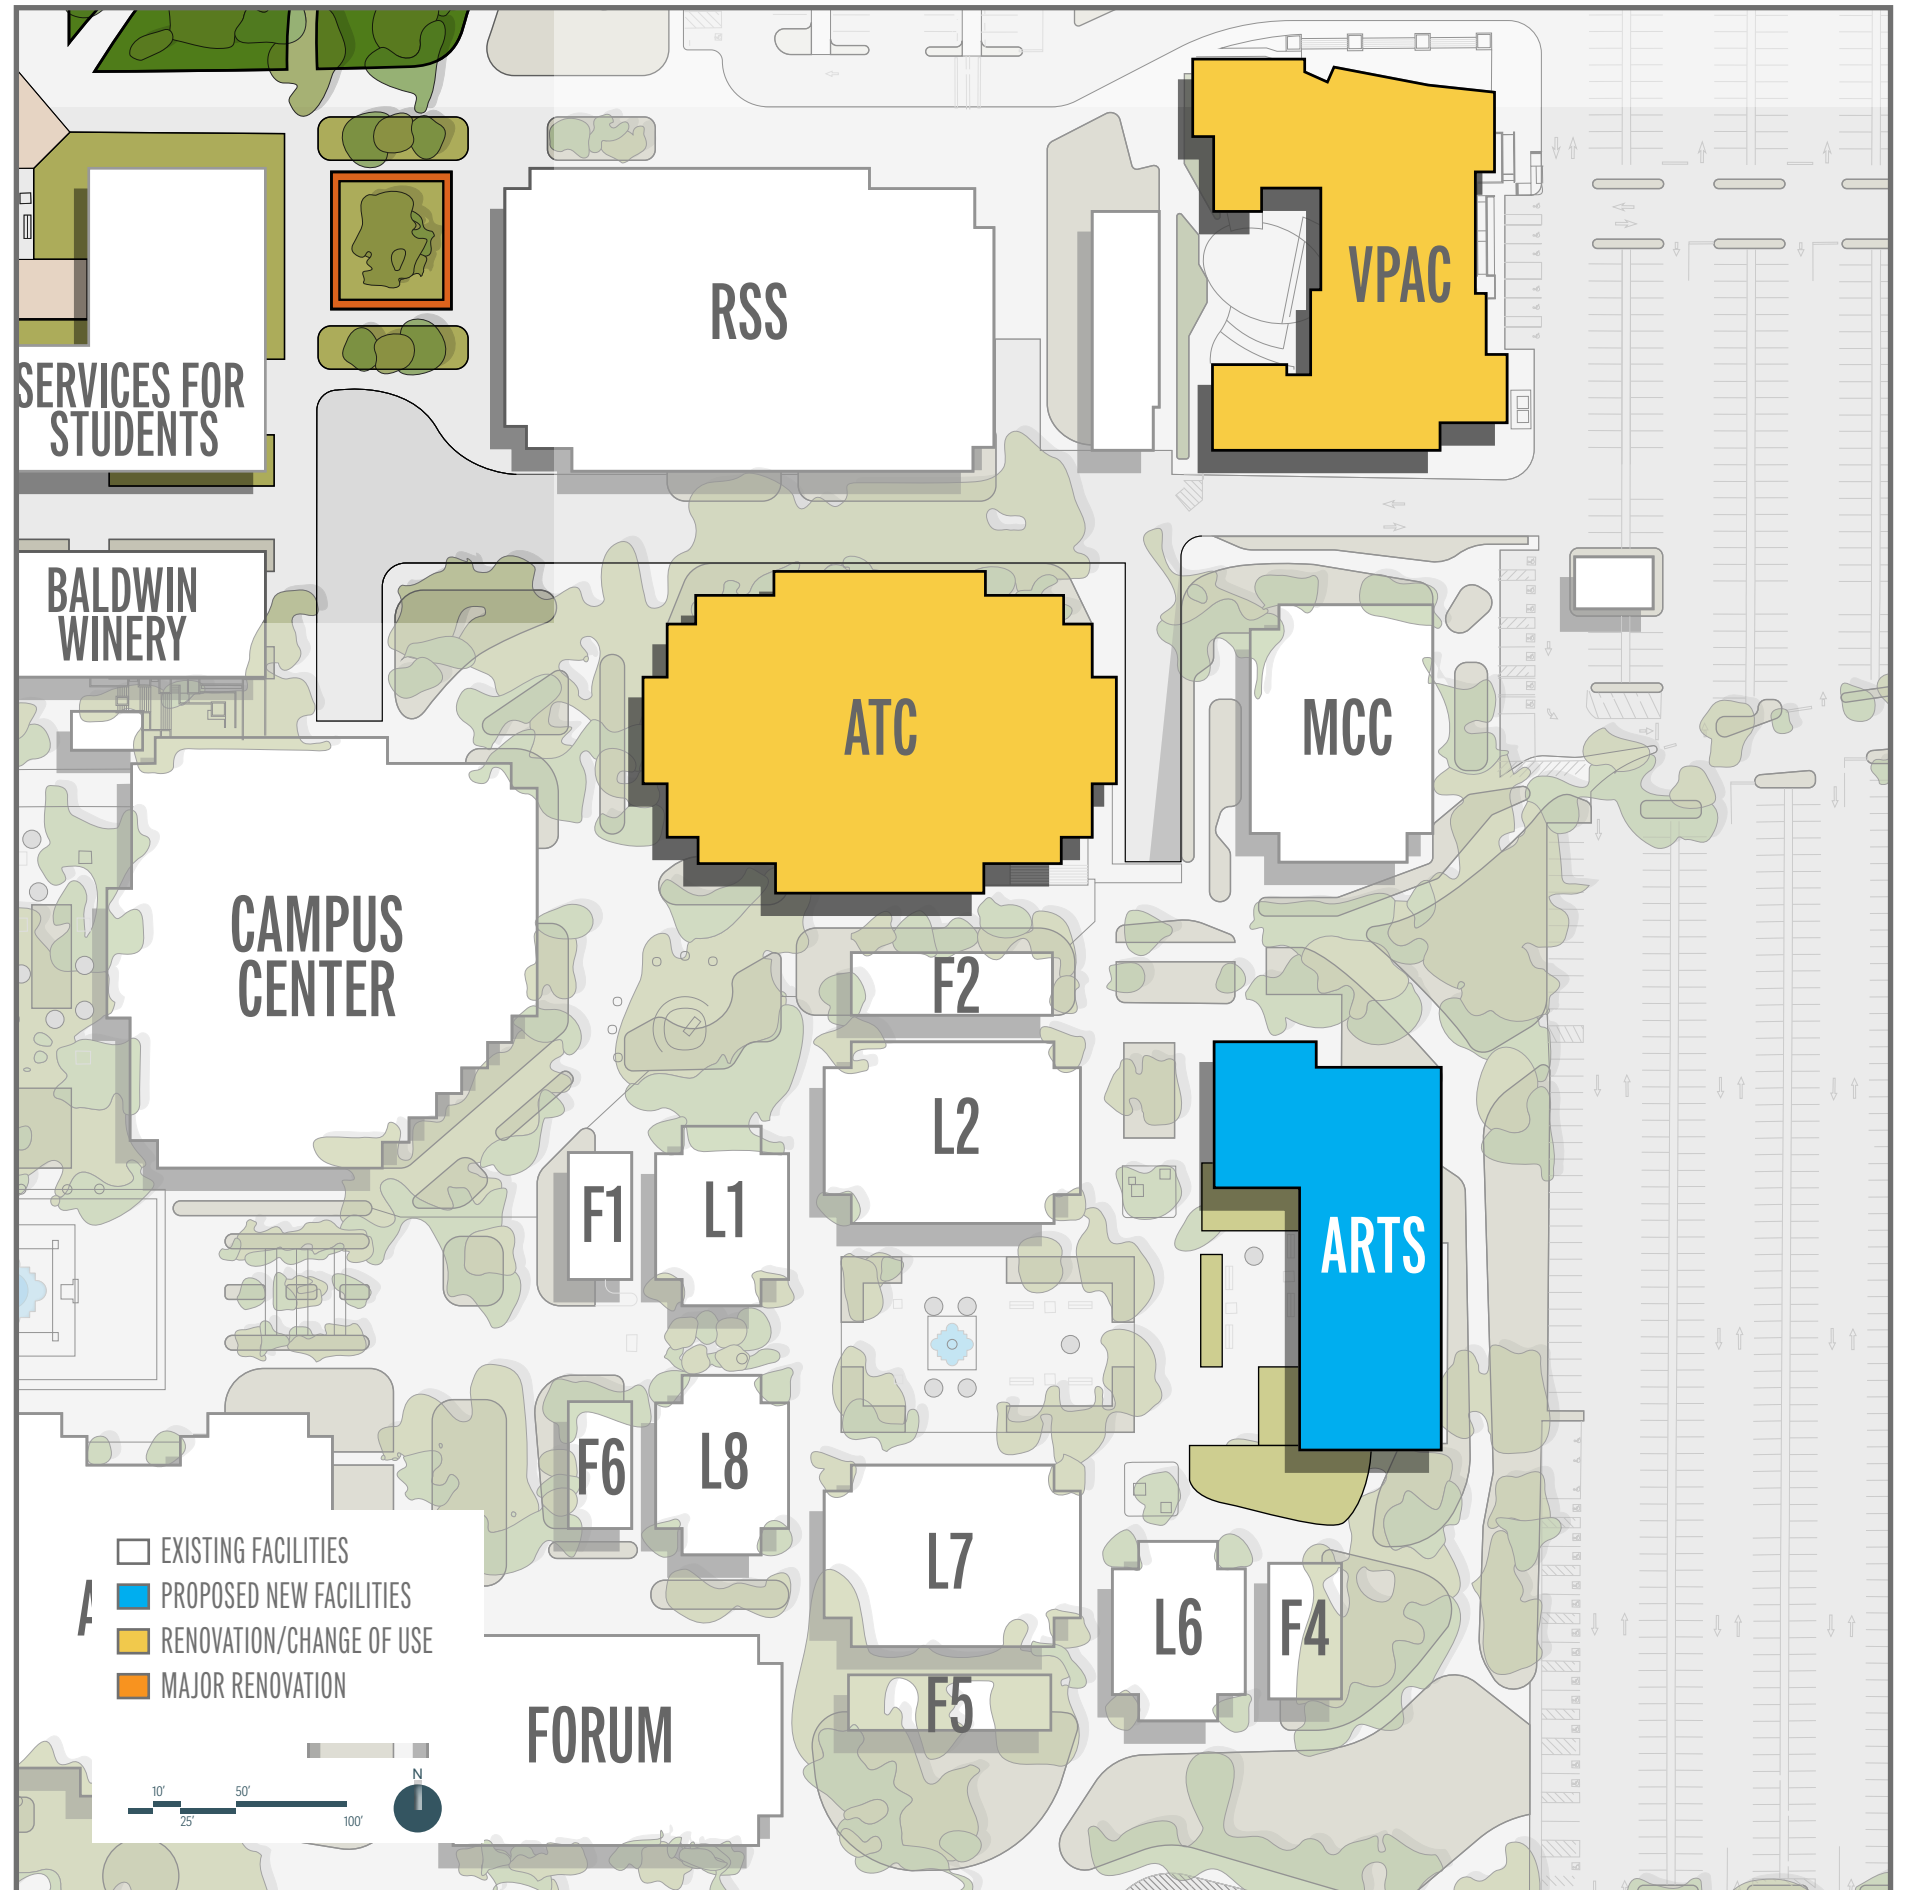 VPAC
RSS
SERVICES FOR
STUDENTS
BALDWIN
WINERY
ATC
MCC
CAMPUS
CENTER
F2
L2
F1
L1
ARTS
F6
L8
L7
L6
F4
F5
FORUM
A
EXISTING FACILITIES
PROPOSED NEW FACILITIES
RENOVATION/CHANGE OF USE
MAJOR RENOVATION
N
10'
50'
25'
100'